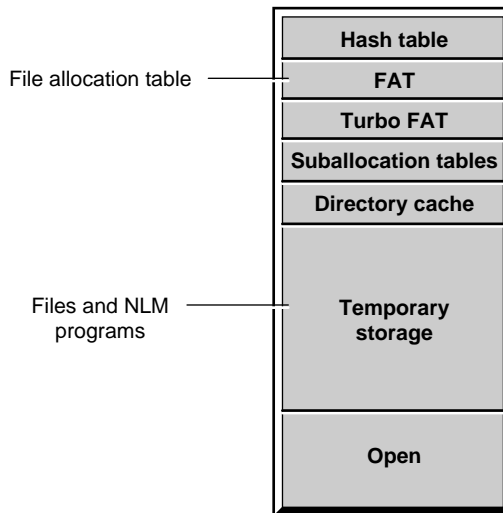 Hash table
File allocation table
FAT
Turbo FAT
Suballocation tables
Directory cache
Files and NLM
programs
Temporary
storage
Open